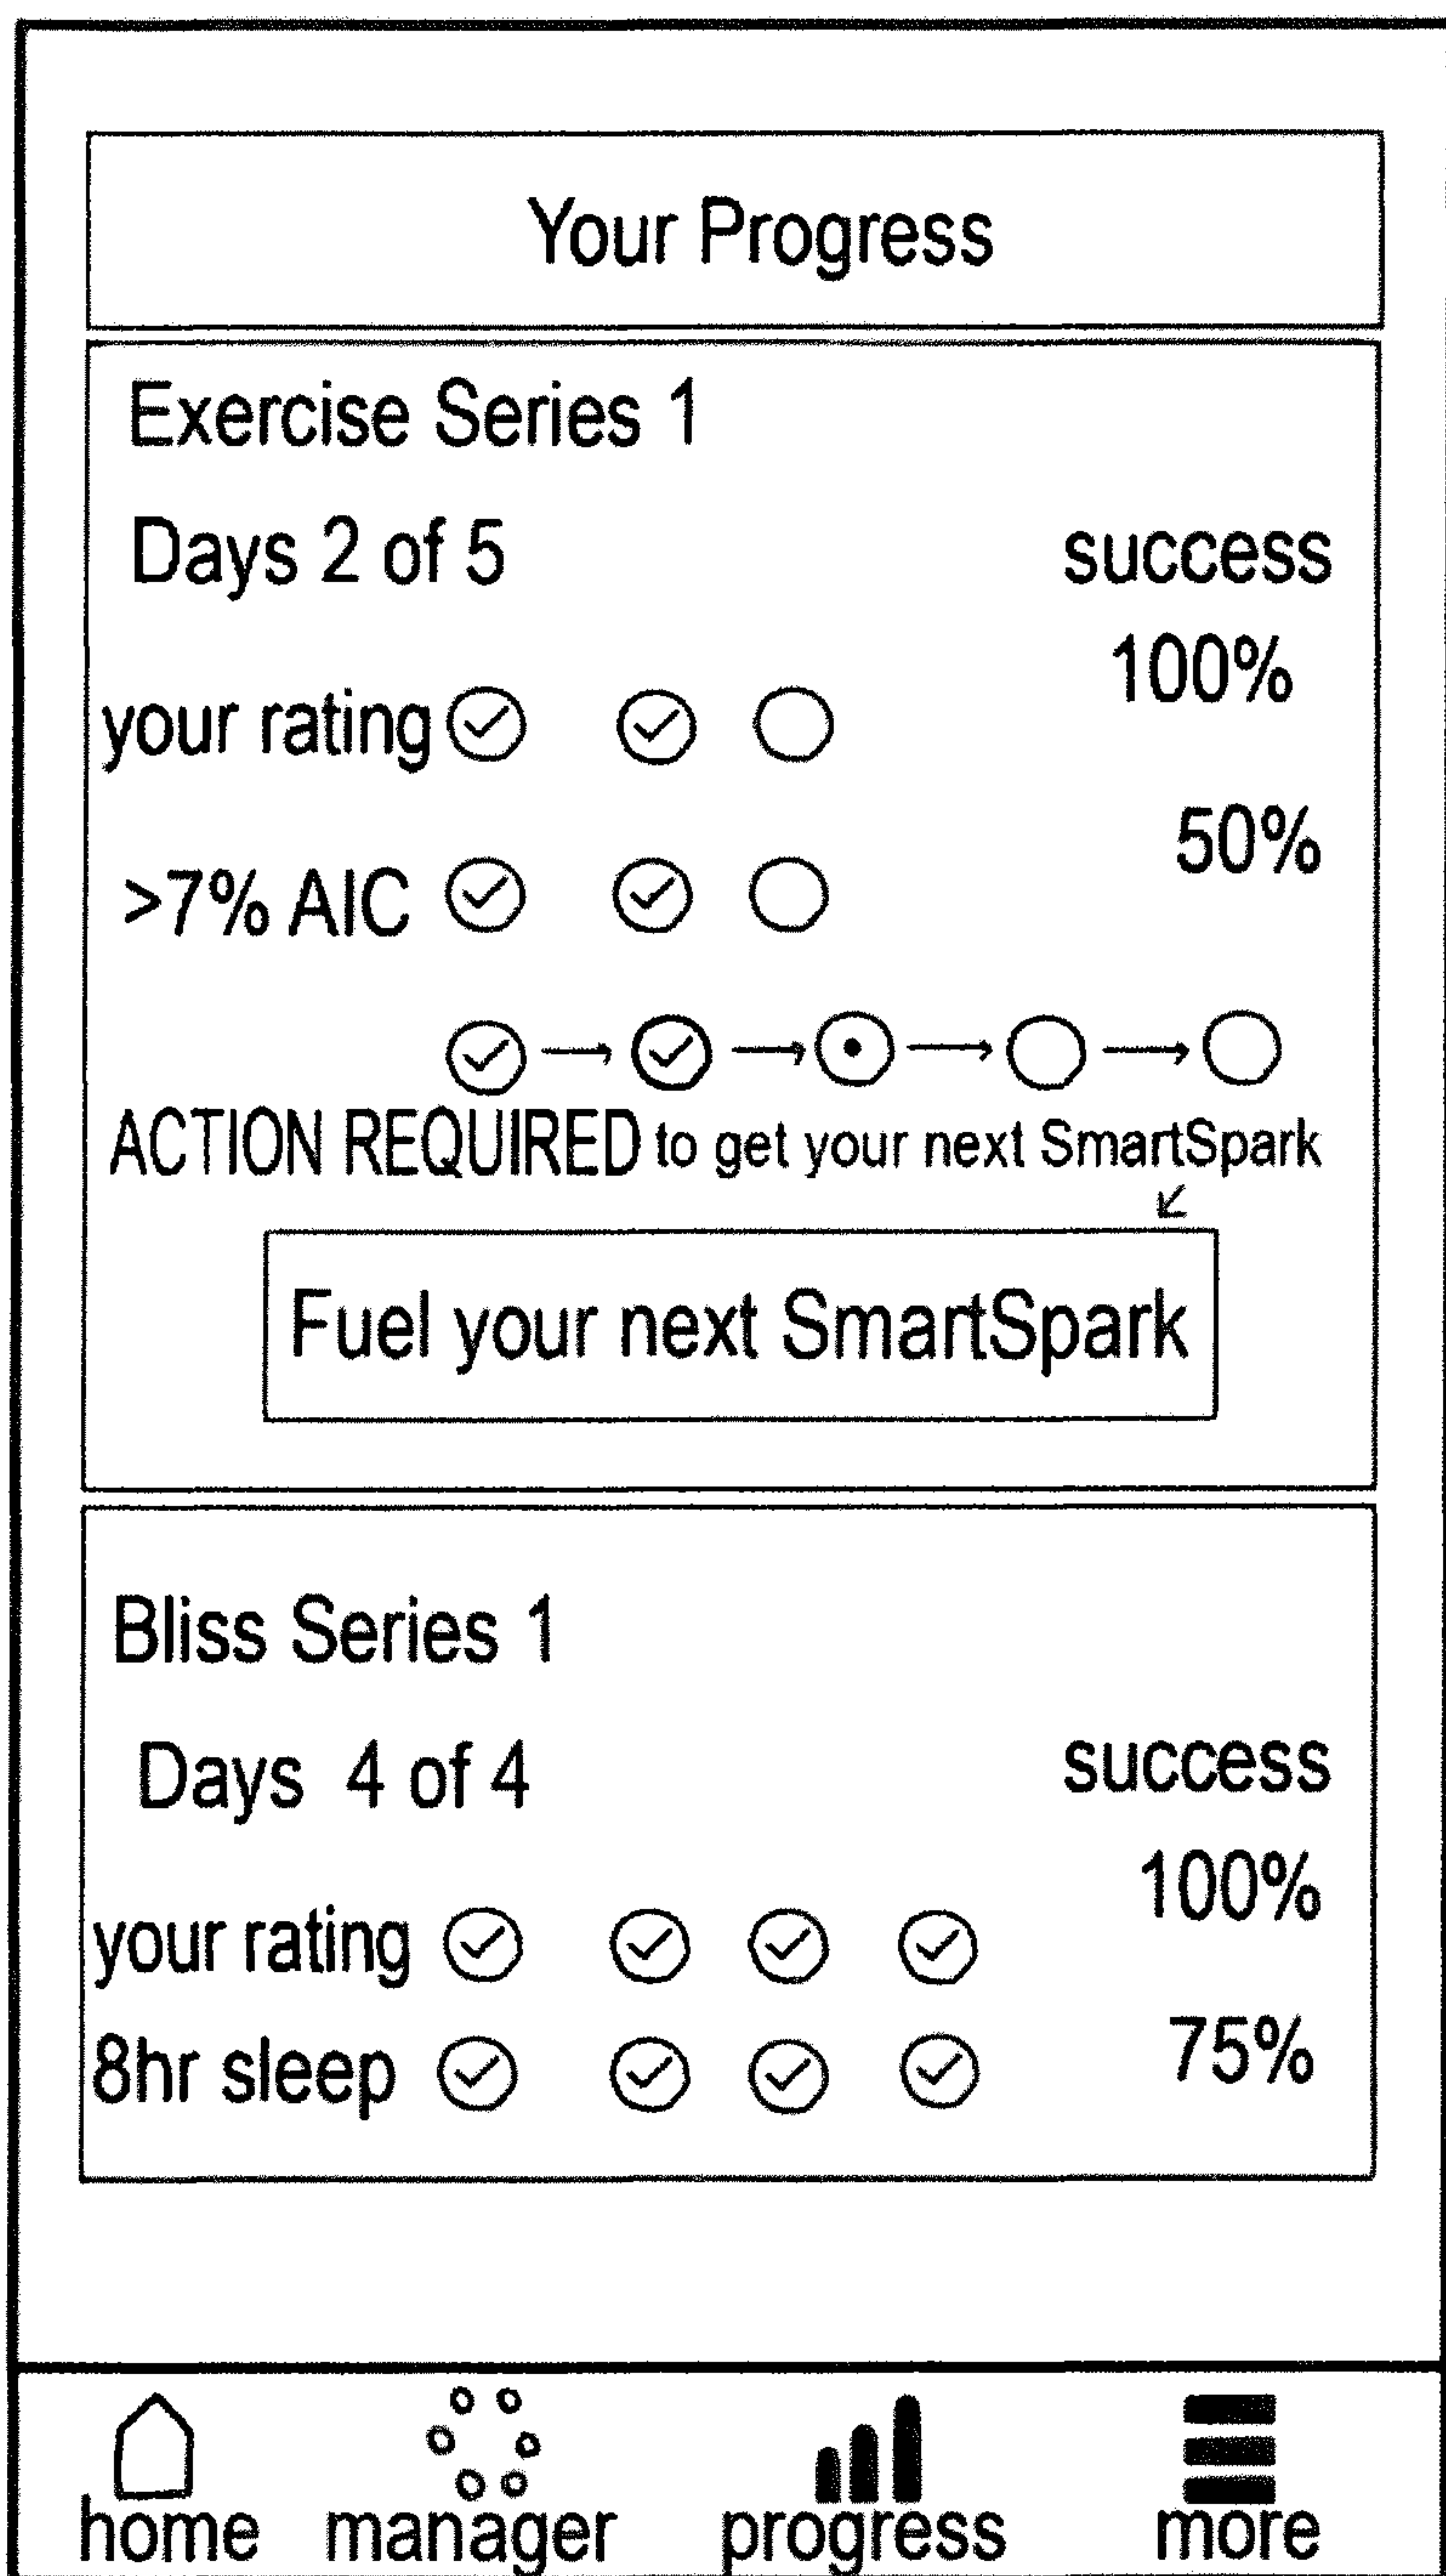 Your Progress
Exercise Series 1
Days 2 of 5 success
100%
your rating
50%
>7% AIC
ACTION REQUIRED to get your next SmartSpark
Fuel your next SmartSpark
Bliss Series 1
Days 4 of 4 success
100%
your rating
8hr sleep 75%
home manager progress more